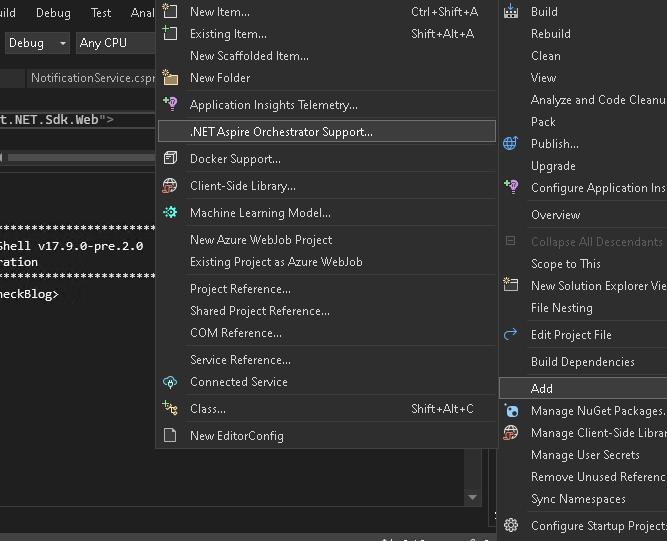 uild
Debug
Test
Anal
Debug
Any CPU
NotificationService.cspr
t.NET.Sdk.Web">
Shell v17.9.0-pre.2.0
ration
heckBlog>
New Item... Ctrl+Shift+A
Existing Item... Shift+Alt+A
New Scaffolded Item...
New Folder
Application Insights Telemetry...
.NET Aspire Orchestrator Support...
Docker Support...
Client-Side Library...
Machine Learning Model...
New Azure WebJob Project
Existing Project as Azure WebJob
Project Reference...
Shared Project Reference...
COM Reference...
Service Reference...
Connected Service
Class... Shift+Alt+C
New EditorConfig
Build
Rebuild
Clean
View
Analyze and Code Cleanu
Pack
Publish...
Upgrade
Configure Application Ins
Overview
Collapse All Descendants
Scope to This
New Solution Explorer Vie
File Nesting
Edit Project File
Build Dependencies
Add
Manage NuGet Packages.
Manage Client-Side Librar
Manage User Secrets
Remove Unused Referenc
Sync Namespaces
Configure Startup Project